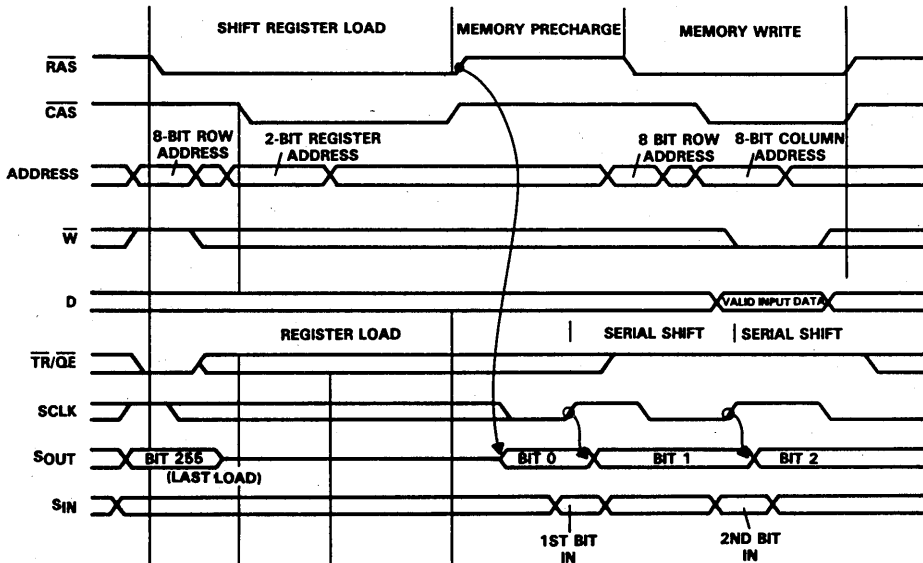 SHIFT REGISTER LOAD
MEMORY PRECHARGE
MEMORY WRITE
RAS
CAS
8-BIT ROW
ADDRESS
2-BIT REGISTER
ADDRESS
8 BIT ROW
ADDRESS
8-BIT COLUMN
ADDRESS
ADDRESS
W
D
VALID INPUT DATA
REGISTER LOAD
SERIAL SHIFT
SERIAL SHIFT
TR/QE
SCLK
SOUT
BIT 255
(LAST LOAD)
BIT 0
BIT 1
BIT 2
SIN
1ST BIT
IN
2ND BIT
IN